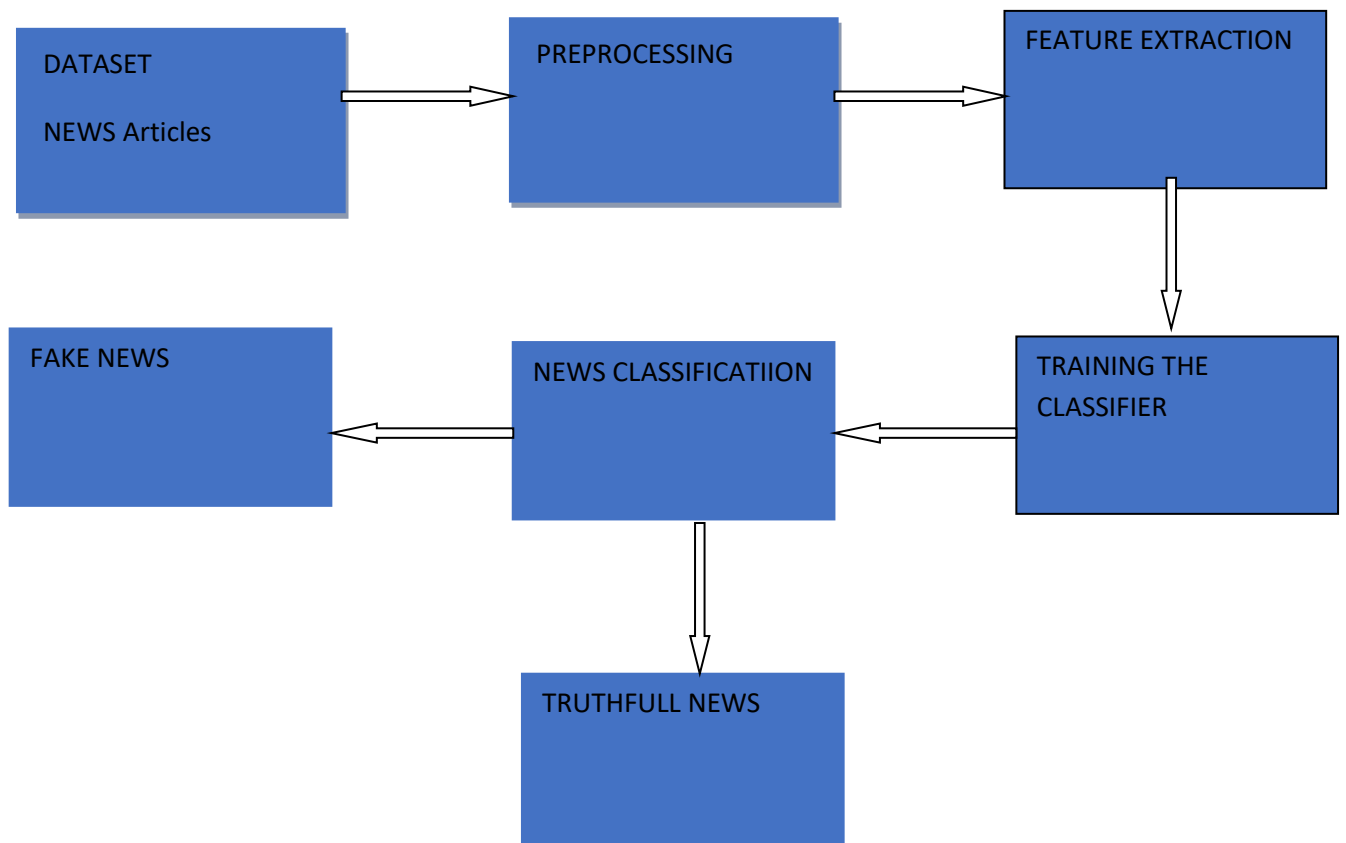 DATASET
NEWS Articles
PREPROCESSING
FEATURE EXTRACTION
FAKE NEWS
NEWS CLASSIFICATIION
TRAINING THE
CLASSIFIER
TRUTHFULL NEWS